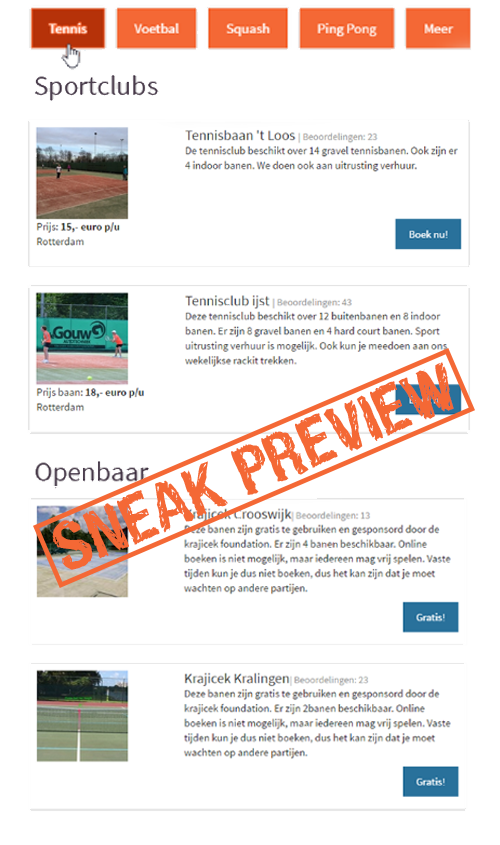 Tennis Voetbal Squash Ping Pong Meer
Sportclubs
Tennisbaan 't Loos | Beoordelingen: 23
De tennisclub beschikt over 14 gravel tennisbanen. Ook zijn er
4 indoor banen. We doen ook aan uitrusting verhuur.
Prijs: 15,- euro p/u
Rotterdam
Boek nu!
Tennisclub ijst | Beoordelingen: 43
Deze tennisclub beschikt over 12 buitenbanen en 8 indoor
banen. Er zijn 8 gravel banen en 4 hard court banen. Sport
uitrusting verhuur is mogelijk. Ook kun je meedoen aan ons
wekelijkse rackit trekken.
Gouw
Prijs baan: 18,- euro p/u
Rotterdam
SNEAK PREVIEW
Openbaar
Krajicek Crooswijk| Beoordelingen: 13
Deze banen zijn gratis te gebruiken en gesponsord door de
krajicek foundation. Er zijn 4 banen beschikbaar. Online
boeken is niet mogelijk, maar iedereen mag vrij spelen. Vaste
tijden kun je dus niet boeken, dus het kan zijn dat je moet
wachten op andere partijen.
Gratis!
Krajicek Kralingen| Beoordelingen: 23
Deze banen zijn gratis te gebruiken en gesponsord door de
krajicek foundation. Er zijn 2banen beschikbaar. Online
boeken is niet mogelijk, maar iedereen mag vrij spelen. Vaste
tijden kun je dus niet boeken, dus het kan zijn dat je moet
wachten op andere partijen.
Gratis!